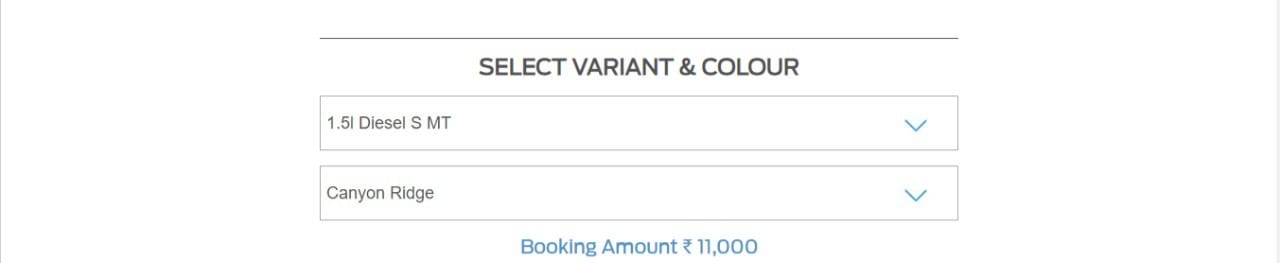 SELECT VARIANT & COLOUR
1.5l Diesel S MT
Canyon Ridge
Booking Amount ₹ 11,000